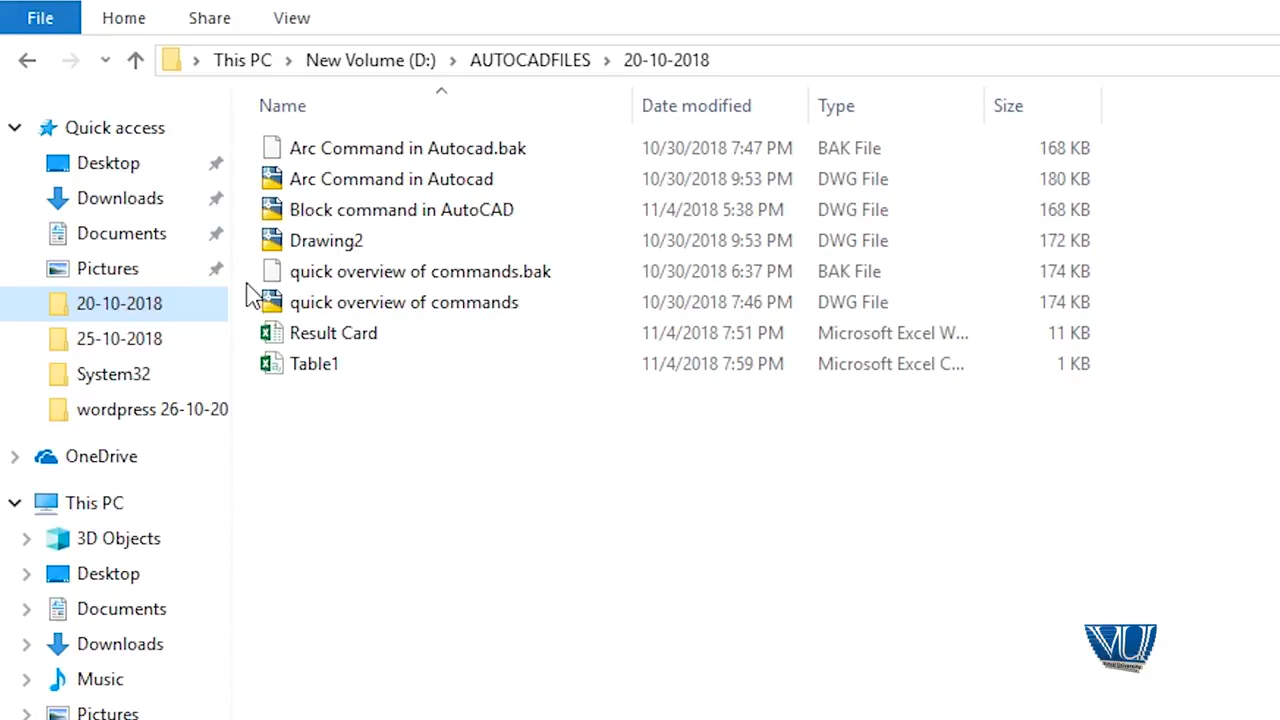 File Home Share View
This PC New Volume (D:) AUTOCADFILES 20-10-2018
Name Date modified Type Size
Quick access
Desktop
Downloads
Documents
Pictures
20-10-2018
25-10-2018
System32
wordpress 26-10-20
OneDrive
This PC
3D Objects
Desktop
Documents
Downloads
Music
Pictures
Arc Command in Autocad.bak 10/30/2018 7:47 PM BAK File 168 KB
Arc Command in Autocad 10/30/2018 9:53 PM DWG File 180 KB
Block command in AutoCAD 11/4/2018 5:38 PM DWG File 168 KB
Drawing2 10/30/2018 9:53 PM DWG File 172 KB
quick overview of commands.bak 10/30/2018 6:37 PM BAK File 174 KB
quick overview of commands 10/30/2018 7:46 PM DWG File 174 KB
Result Card 11/4/2018 7:51 PM Microsoft Excel W... 11 KB
Table1 11/4/2018 7:59 PM Microsoft Excel C... 1 KB
VU